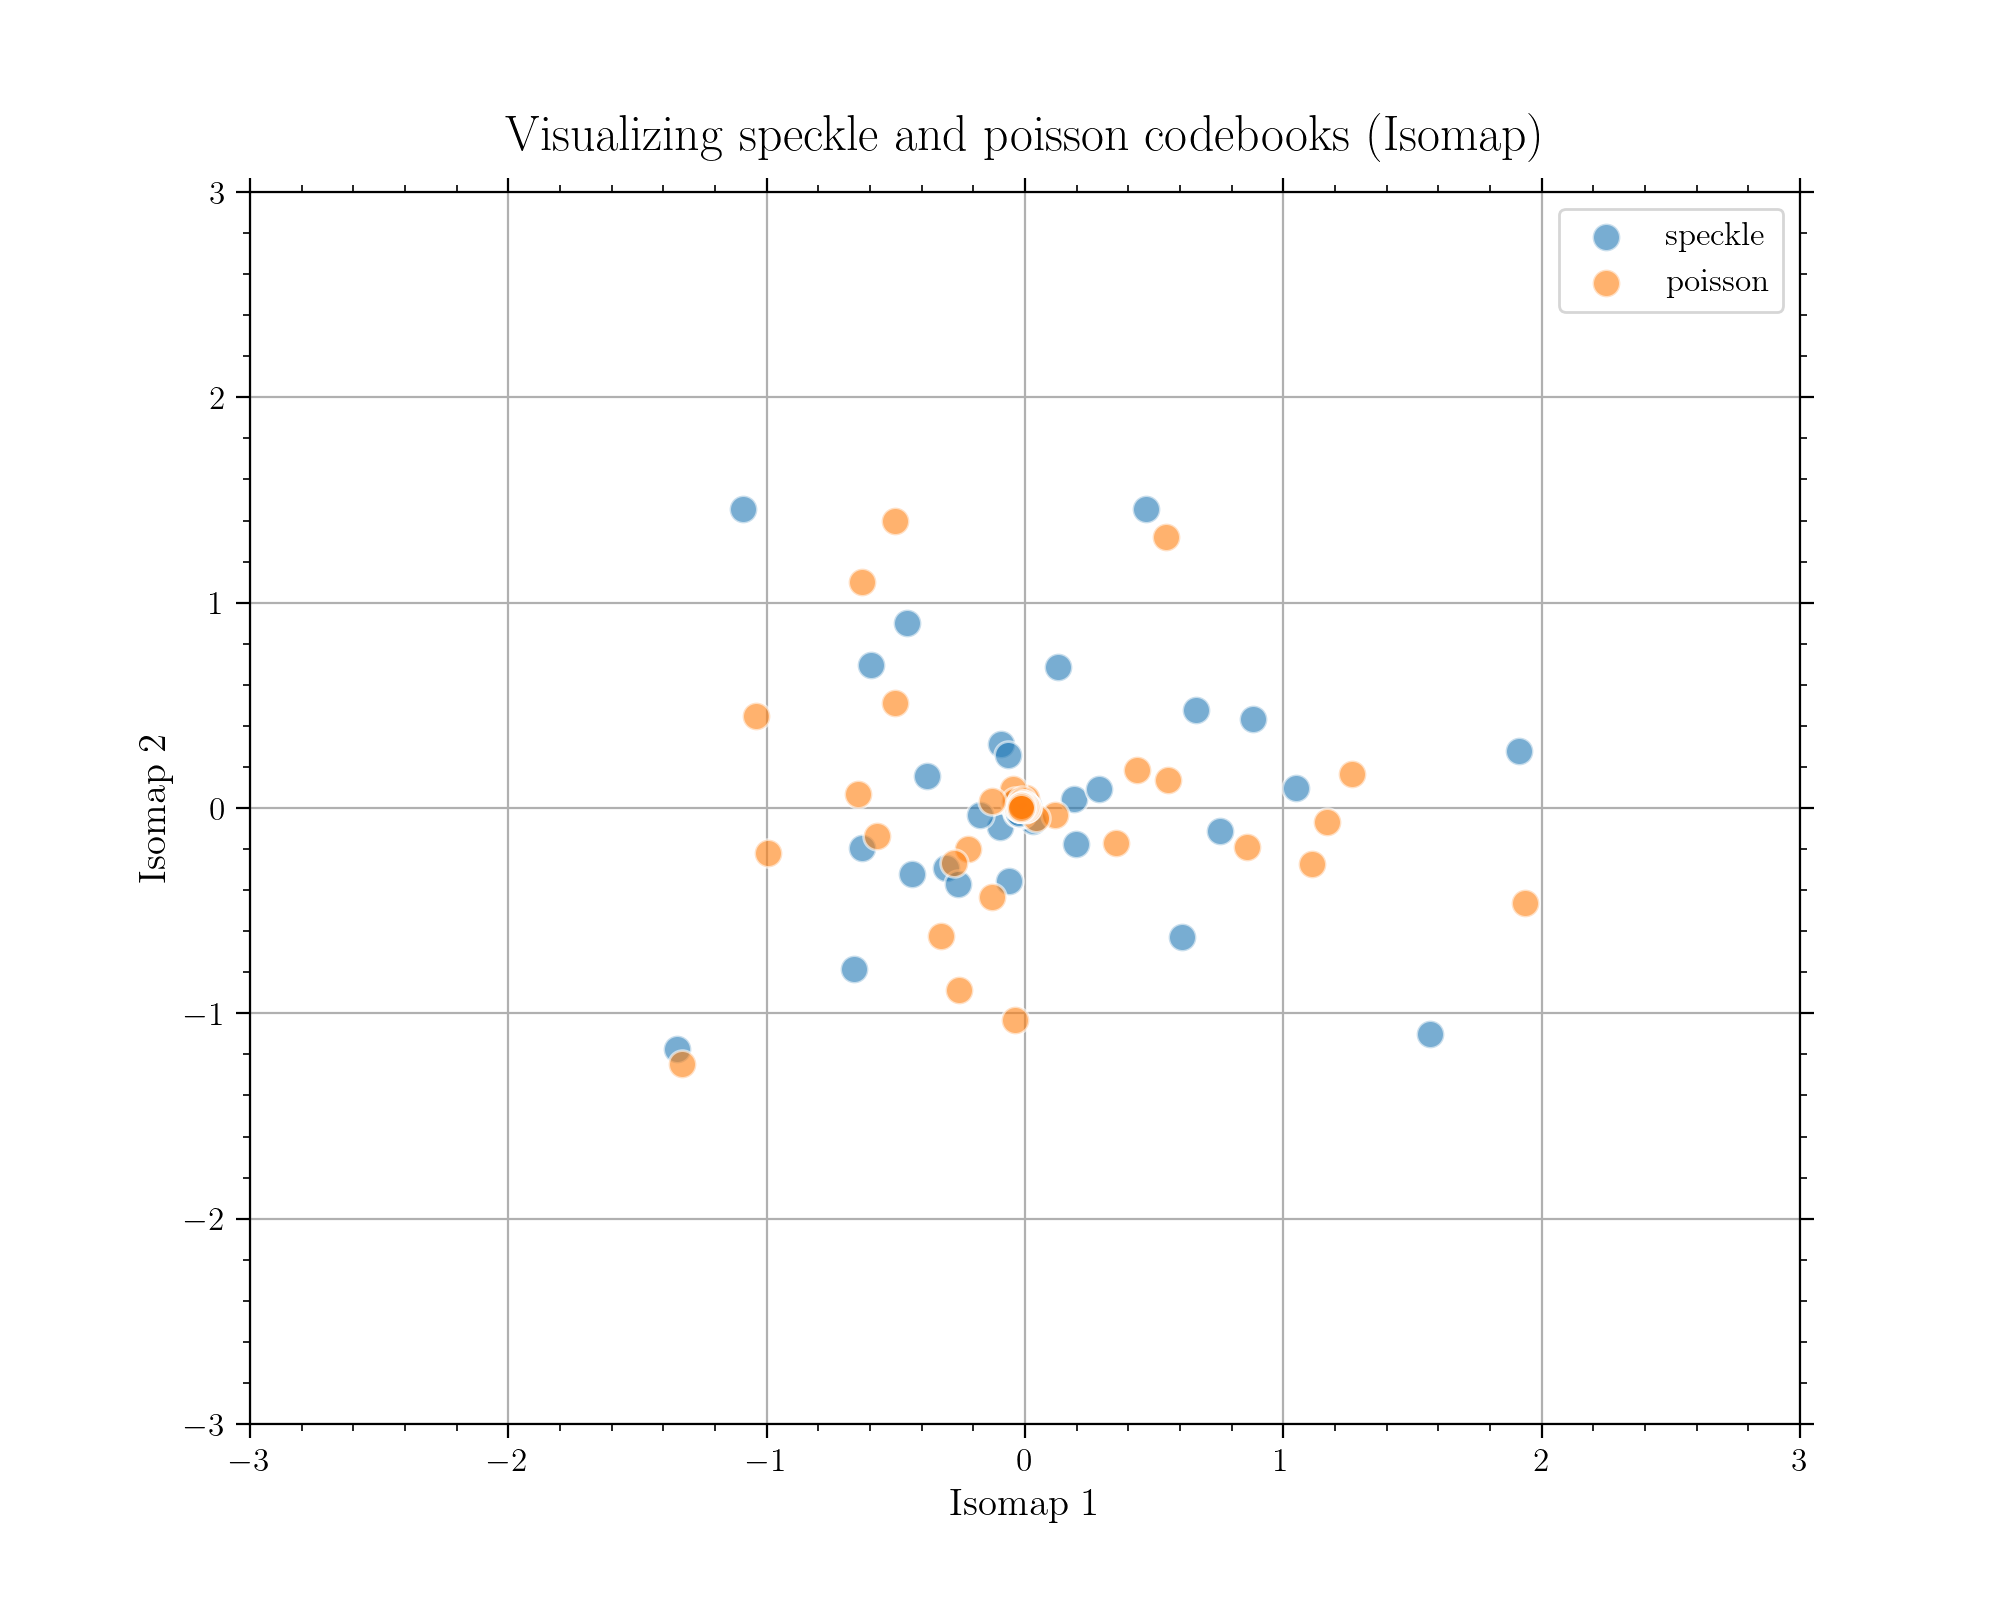 Visualizing speckle and poisson codebooks (Isomap)
speckle
poisson
3
2
1
0
−1
−2
−3
Isomap 2
−3 −2 −1 0 1 2 3
Isomap 1